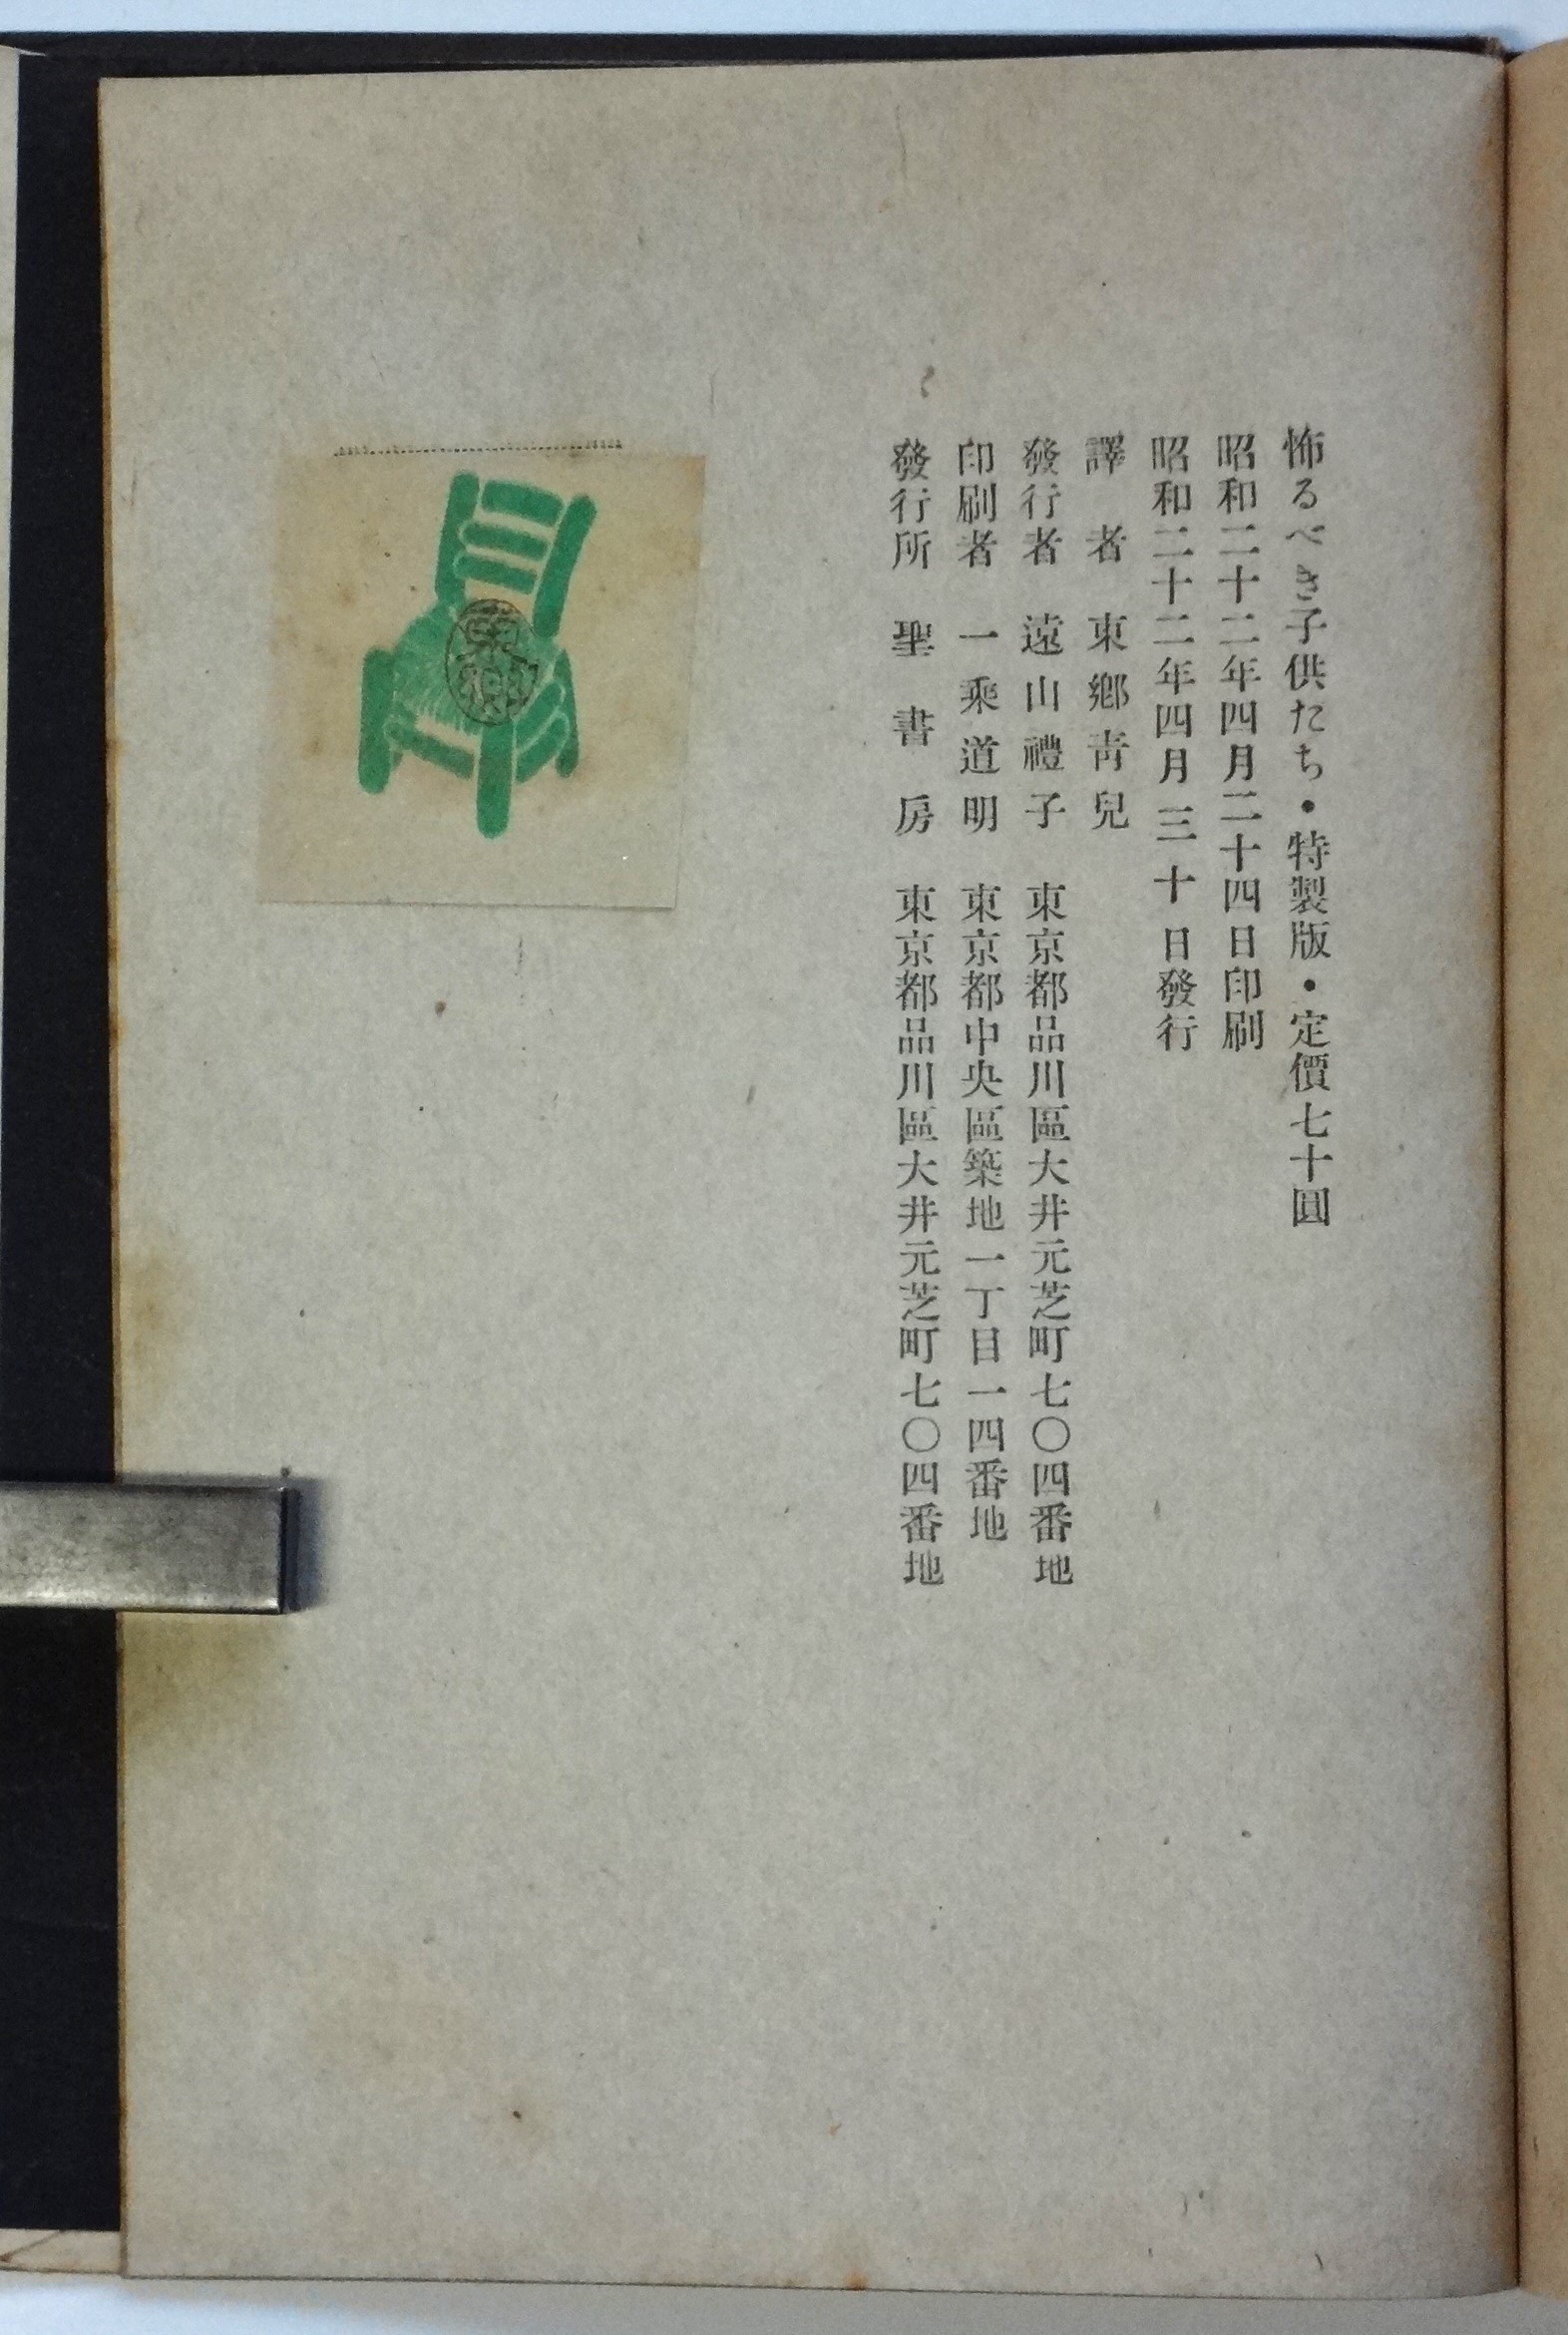 怖るべき子供たち・特製版・定價七十圓
昭和二十二年四月二十四日印刷
昭和二十二年四月三十日發行
譯者 東鄕靑兒
發行者 遠山禮子 東京都品川區大井元芝町七〇四番地
印刷者 一乘道明 東京都中央區築地一丁目一四番地
發行所 聖書房 東京都品川區大井元芝町七〇四番地
東鄕